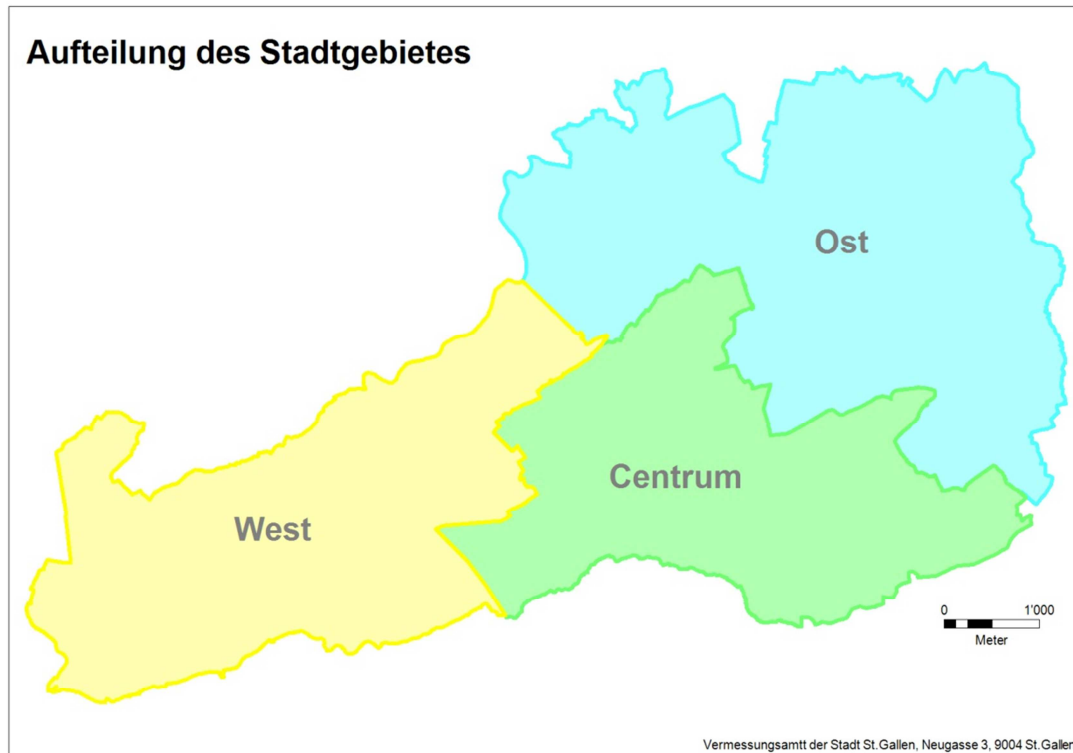 Aufteilung des Stadtgebietes
Ost
Centrum
West
0 1'000
Meter
Vermessungsamtt der Stadt St.Gallen, Neugasse 3, 9004 St.Gallen